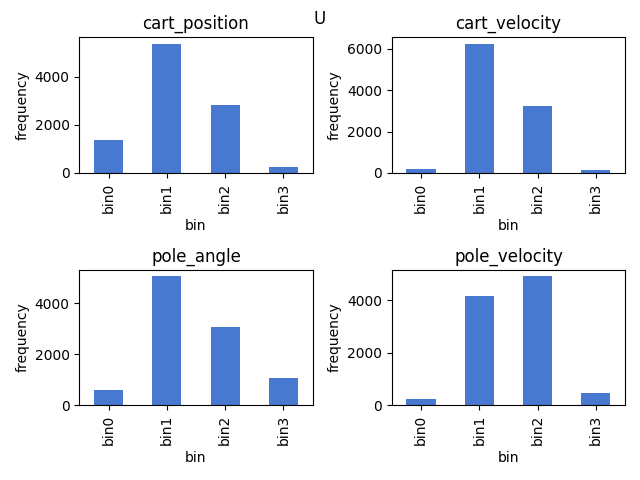 U
cart_position
frequency
4000
2000
0
bin0 bin1 bin2 bin3
bin
cart_velocity
frequency
6000
4000
2000
0
bin0 bin1 bin2 bin3
bin
pole_angle
frequency
4000
2000
0
bin0 bin1 bin2 bin3
bin
pole_velocity
frequency
4000
2000
0
bin0 bin1 bin2 bin3
bin